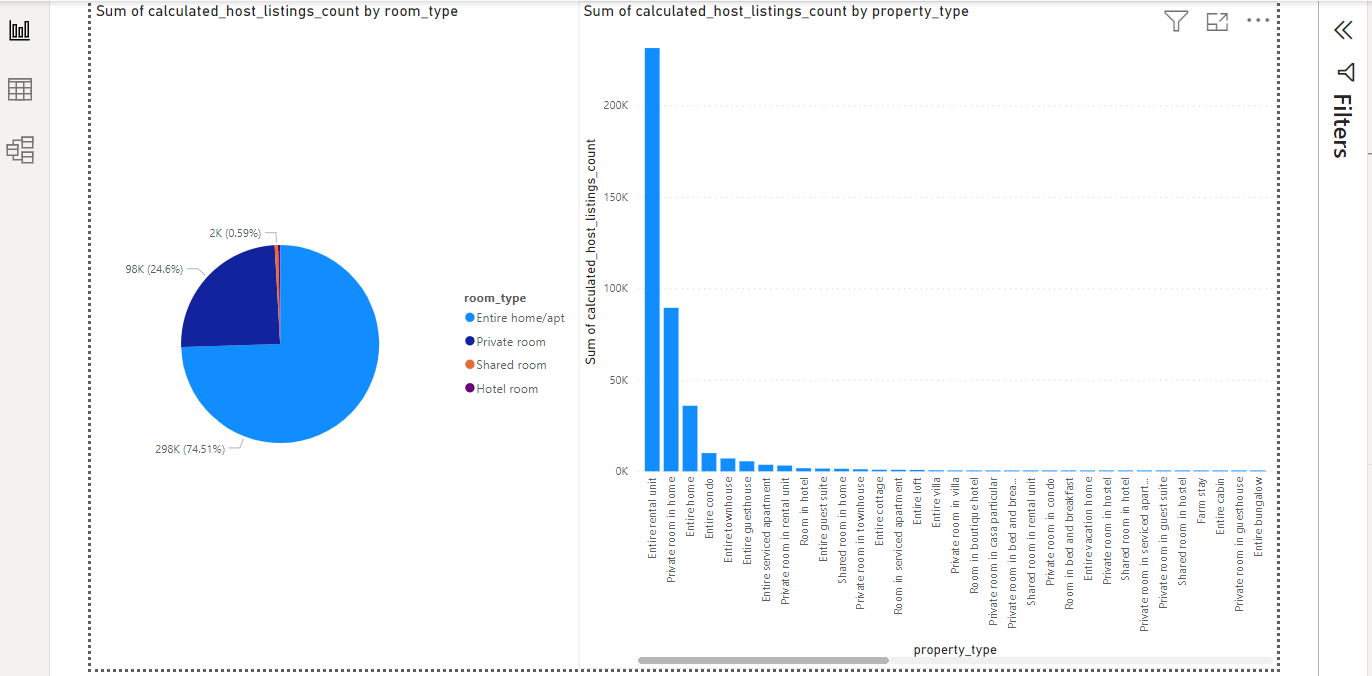 Sum of calculated_host_listings_count by room_type
2K (0.59%)
98K (24.6%)
298K (74.51%)
room_type
Entire home/apt
Private room
Shared room
Hotel room
Sum of calculated_host_listings_count by property_type
Sum of calculated_host_listings_count
200K
150K
100K
50K
0K
Entire rental unit
Private room in home
Entire home
Entire condo
Entire townhouse
Entire guesthouse
Entire serviced apartment
Private room in rental unit
Room in hotel
Entire guest suite
Shared room in home
Private room in townhouse
Entire cottage
Room in serviced apartment
Entire loft
Entire villa
Private room in villa
Room in boutique hotel
Private room in casa particular
Private room in bed and brea...
Shared room in rental unit
Private room in condo
Room in bed and breakfast
Entire vacation home
Private room in hostel
Shared room in hotel
Private room in serviced apart...
Private room in guest suite
Shared room in hostel
Farm stay
Entire cabin
Private room in guesthouse
Entire bungalow
property_type
Filters